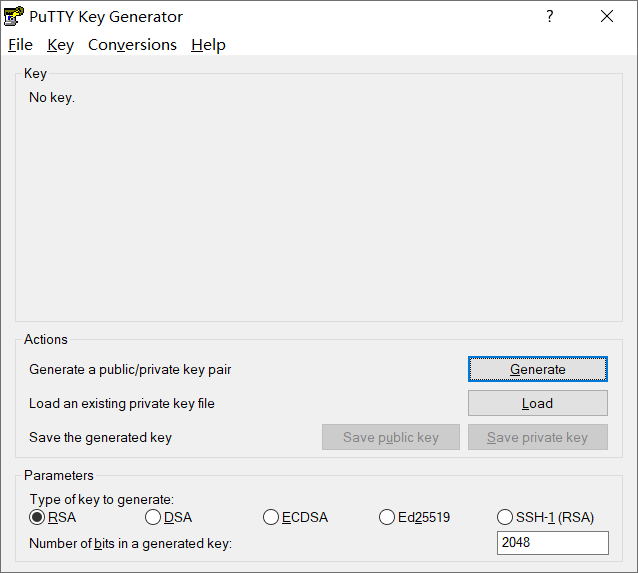 PuTTY Key Generator ? ×
File Key Conversions Help
Key
No key.
Actions
Generate a public/private key pair Generate
Load an existing private key file Load
Save the generated key Save public key Save private key
Parameters
Type of key to generate:
RSA DSA ECDSA Ed25519 SSH-1 (RSA)
Number of bits in a generated key: 2048